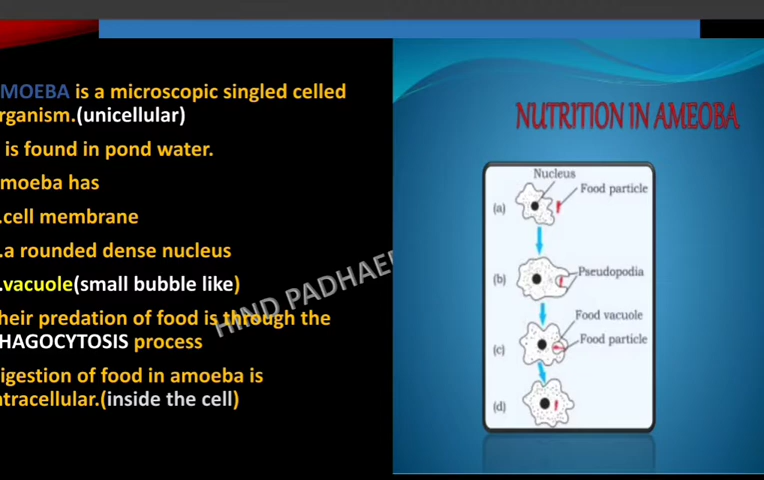 MOEBA is a microscopic singled celled
rganism.(unicellular)
is found in pond water.
moeba has
.cell membrane
.a rounded dense nucleus
.vacuole(small bubble like)
heir predation of food is through the
HAGOCYTOSIS process
igestion of food in amoeba is
ntracellular.(inside the cell)
HIND PADHAE
NUTRITION IN AMEOBA
Nucleus
Food particle
(a)
(b)
Pseudopodia
Food vacuole
(c)
Food particle
(d)